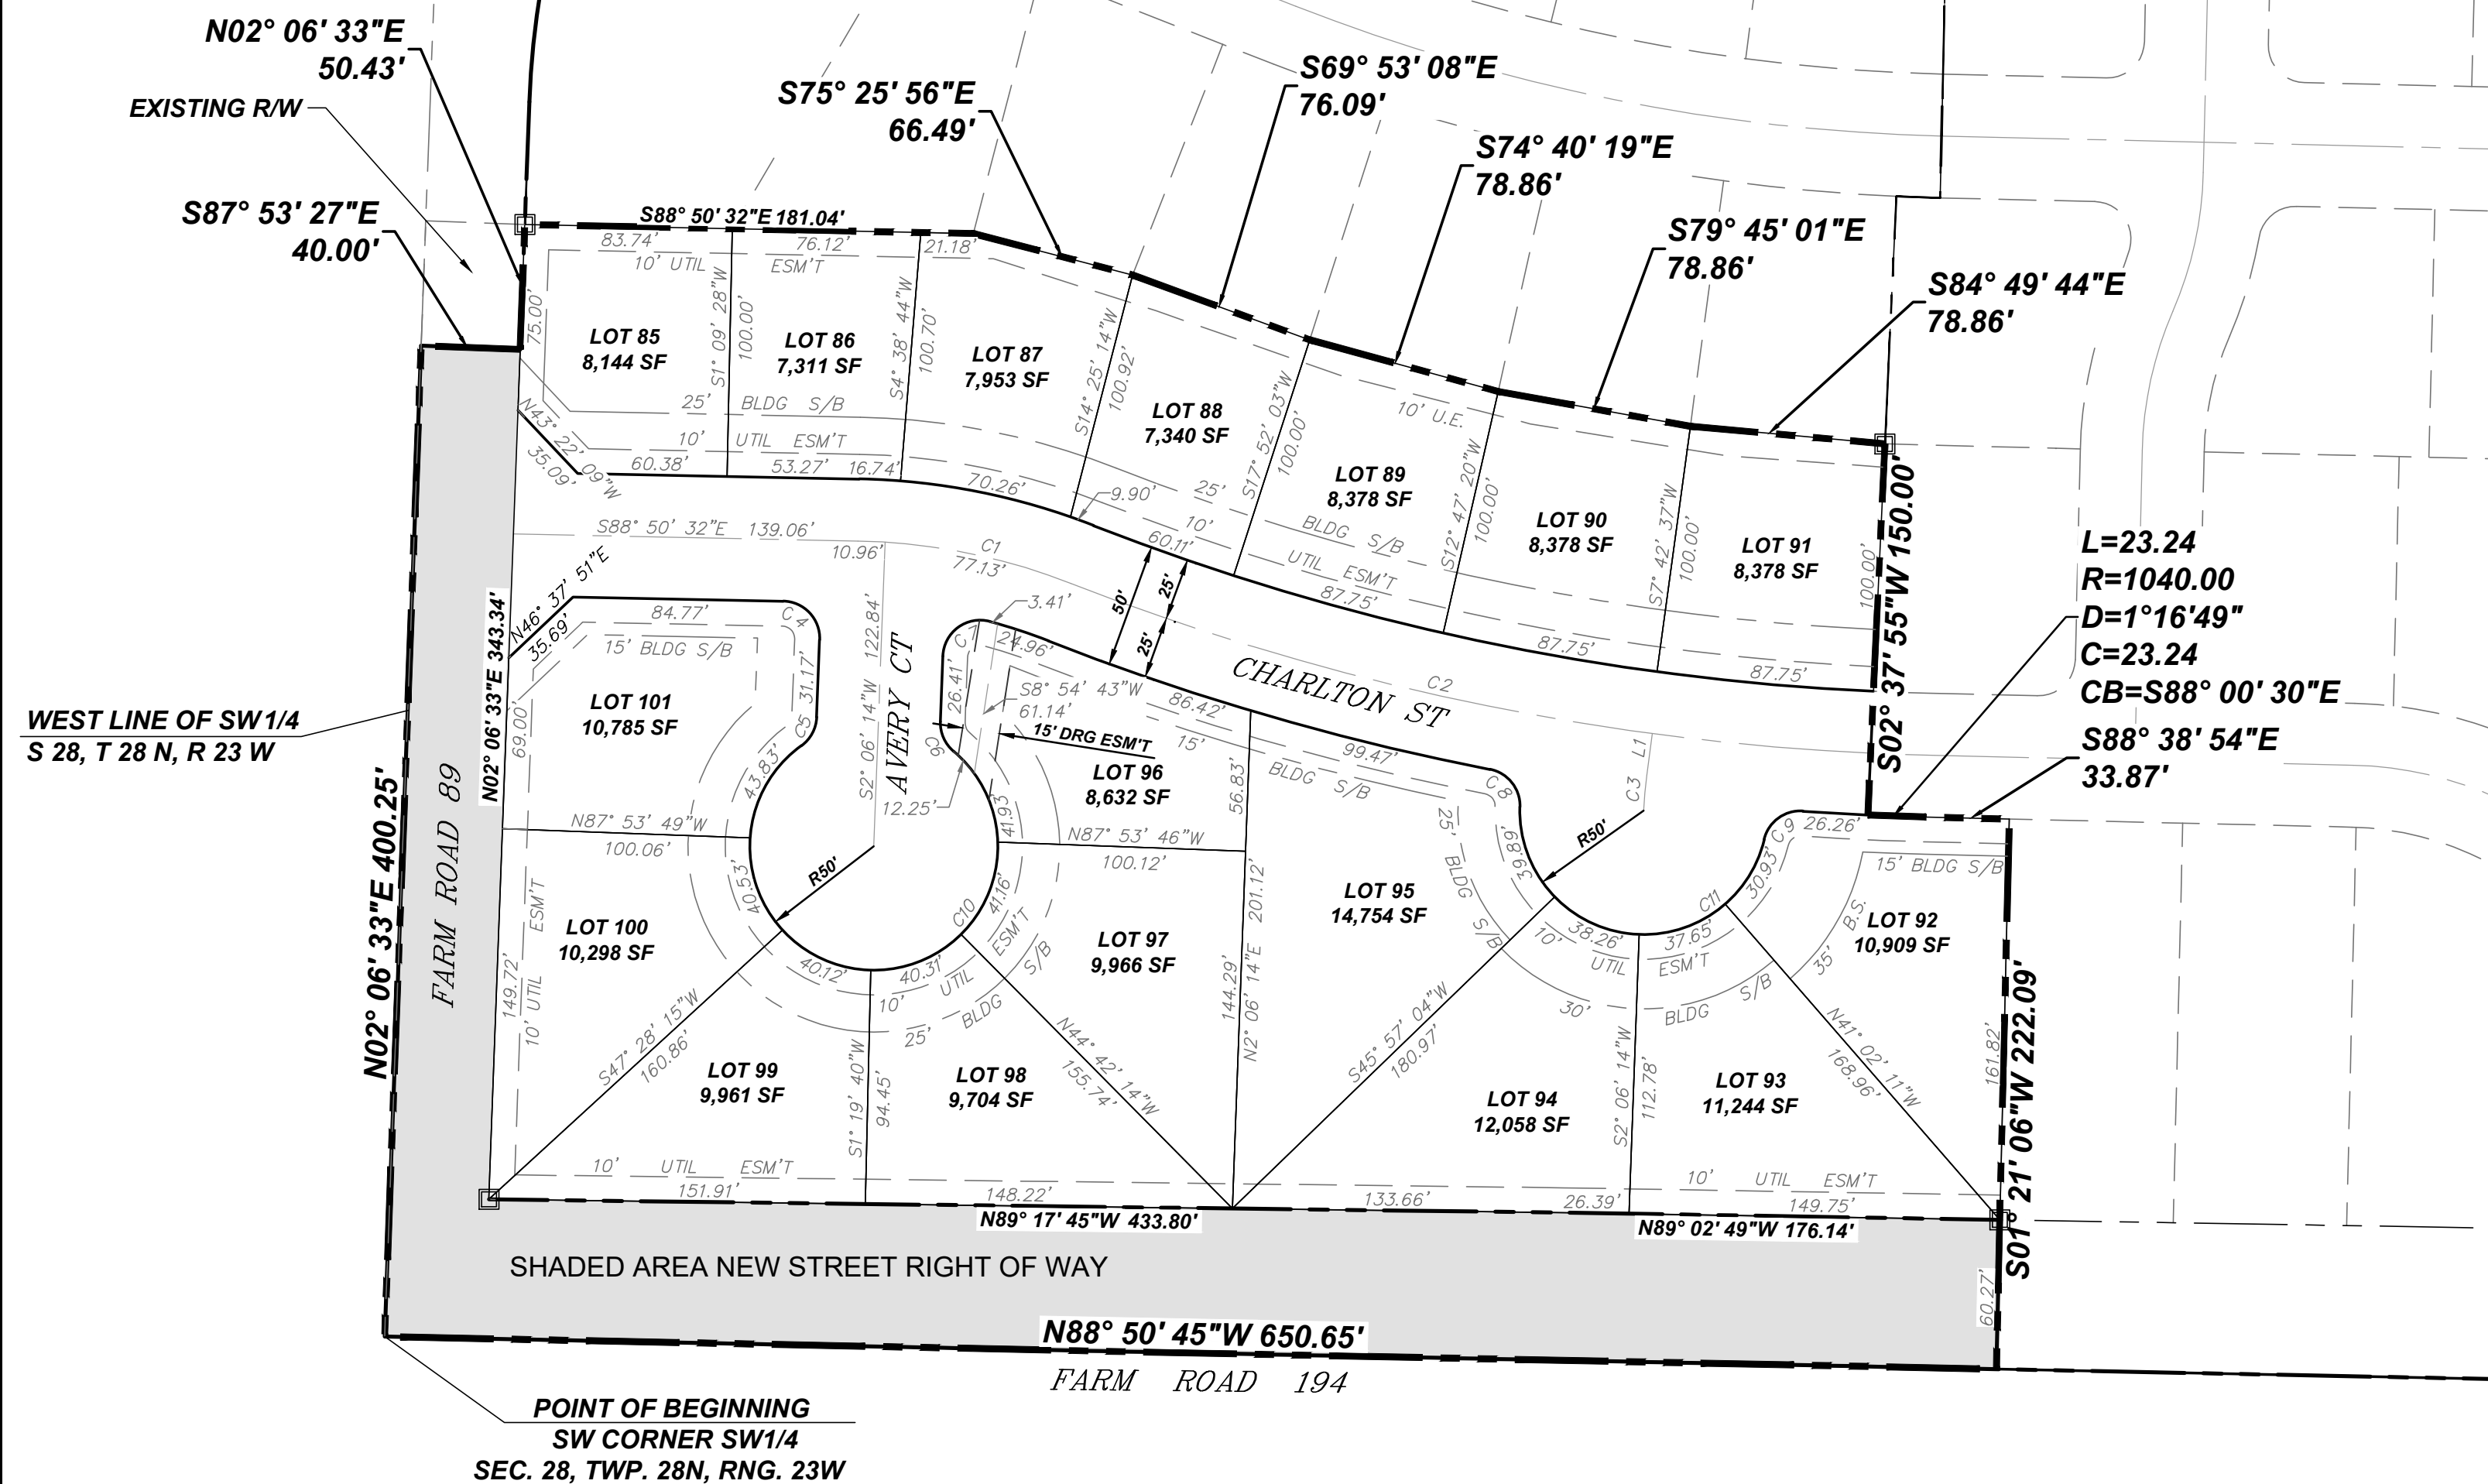 N02° 06' 33"E
50.43'
EXISTING R/W
S87° 53' 27"E
40.00'
S75° 25' 56"E
66.49'
S69° 53' 08"E
76.09'
S74° 40' 19"E
78.86'
S79° 45' 01"E
78.86'
S84° 49' 44"E
78.86'
S88° 50' 32"E 181.04'
83.74'
76.12'
21.18'
10' UTIL ESM'T
75.00'
LOT 85
8,144 SF
S1° 09' 28"W
100.00'
LOT 86
7,311 SF
S4° 38' 44"W
100.70'
LOT 87
7,953 SF
S14° 25' 14"W
100.92'
LOT 88
7,340 SF
S17° 52' 03"W
100.00'
10' U.E.
LOT 89
8,378 SF
S12° 47' 20"W
100.00'
LOT 90
8,378 SF
S7° 42' 37"W
100.00'
LOT 91
8,378 SF
100.00'
S02° 37' 55"W 150.00'
25' BLDG S/B
10' UTIL ESM'T
N43° 22' 09"W
35.09'
60.38'
53.27'
16.74'
70.26'
9.90'
60.11'
25'
BLDG S/B
10'
UTIL ESM'T
87.75'
87.75'
87.75'
L=23.24
R=1040.00
D=1°16'49"
C=23.24
CB=S88° 00' 30"E
S88° 38' 54"E
33.87'
S88° 50' 32"E 139.06'
10.96'
C1
77.13'
50'
25'
25'
CHARLTON ST
C2
C3 L1
N46° 37' 51"E
35.69'
84.77'
C4
15' BLDG S/B
31.17'
C5
LOT 101
10,785 SF
69.00'
43.83'
S2° 06' 14"W 122.84'
AVERY CT
3.41'
C7
24.96'
26.41'
C6
S8° 54' 43"W
61.14'
15' DRG ESM'T
12.25'
41.93'
LOT 96
8,632 SF
86.42'
15'
BLDG S/B
99.47'
56.83'
C8
N02° 06' 33"E 343.34'
WEST LINE OF SW1/4
S 28, T 28 N, R 23 W
N02° 06' 33"E 400.25'
FARM ROAD 89
N87° 53' 49"W
100.06'
40.53'
R50'
N87° 53' 46"W
100.12'
41.16'
C10
LOT 100
10,298 SF
149.72'
10' UTIL ESM'T
S47° 28' 15"W
160.86'
40.12'
40.31'
10' UTIL ESM'T
25' BLDG S/B
LOT 97
9,966 SF
144.29'
N2° 06' 14"E 201.12'
LOT 95
14,754 SF
25' BLDG S/B
39.89'
R50'
C9
26.26'
30.93'
C11
15' BLDG S/B
LOT 92
10,909 SF
35' B.S.
38.26'
37.65'
10' UTIL ESM'T
30' BLDG S/B
S45° 57' 04"W
180.97'
N41° 02' 11"W
168.96'
161.82'
S01° 21' 06"W 222.09'
LOT 99
9,961 SF
S1° 19' 40"W
94.45'
LOT 98
9,704 SF
N44° 42' 14"W
155.74'
LOT 94
12,058 SF
S2° 06' 14"W
112.78'
LOT 93
11,244 SF
10' UTIL ESM'T
10' UTIL ESM'T
151.91'
148.22'
133.66'
26.39'
149.75'
N89° 17' 45"W 433.80'
N89° 02' 49"W 176.14'
SHADED AREA NEW STREET RIGHT OF WAY
60.27'
N88° 50' 45"W 650.65'
FARM ROAD 194
POINT OF BEGINNING
SW CORNER SW1/4
SEC. 28, TWP. 28N, RNG. 23W